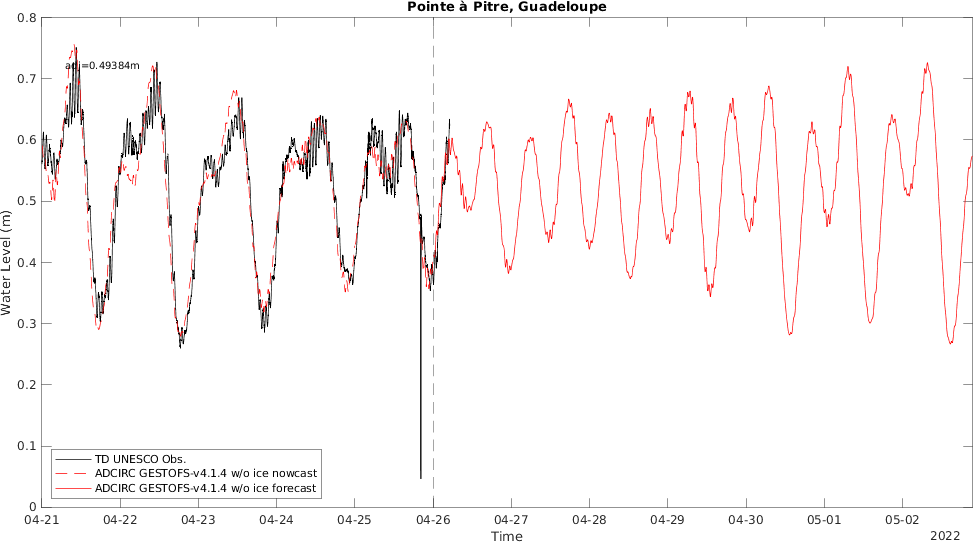 Pointe à Pitre, Guadeloupe
0.8
0.7
0.6
0.5
0.4
0.3
0.2
0.1
0
Water Level (m)
TD UNESCO Obs.
ADCIRC GESTOFS-v4.1.4 w/o ice nowcast
ADCIRC GESTOFS-v4.1.4 w/o ice forecast
04-21 04-22 04-23 04-24 04-25 04-26 04-27 04-28 04-29 04-30 05-01 05-02
Time
2022